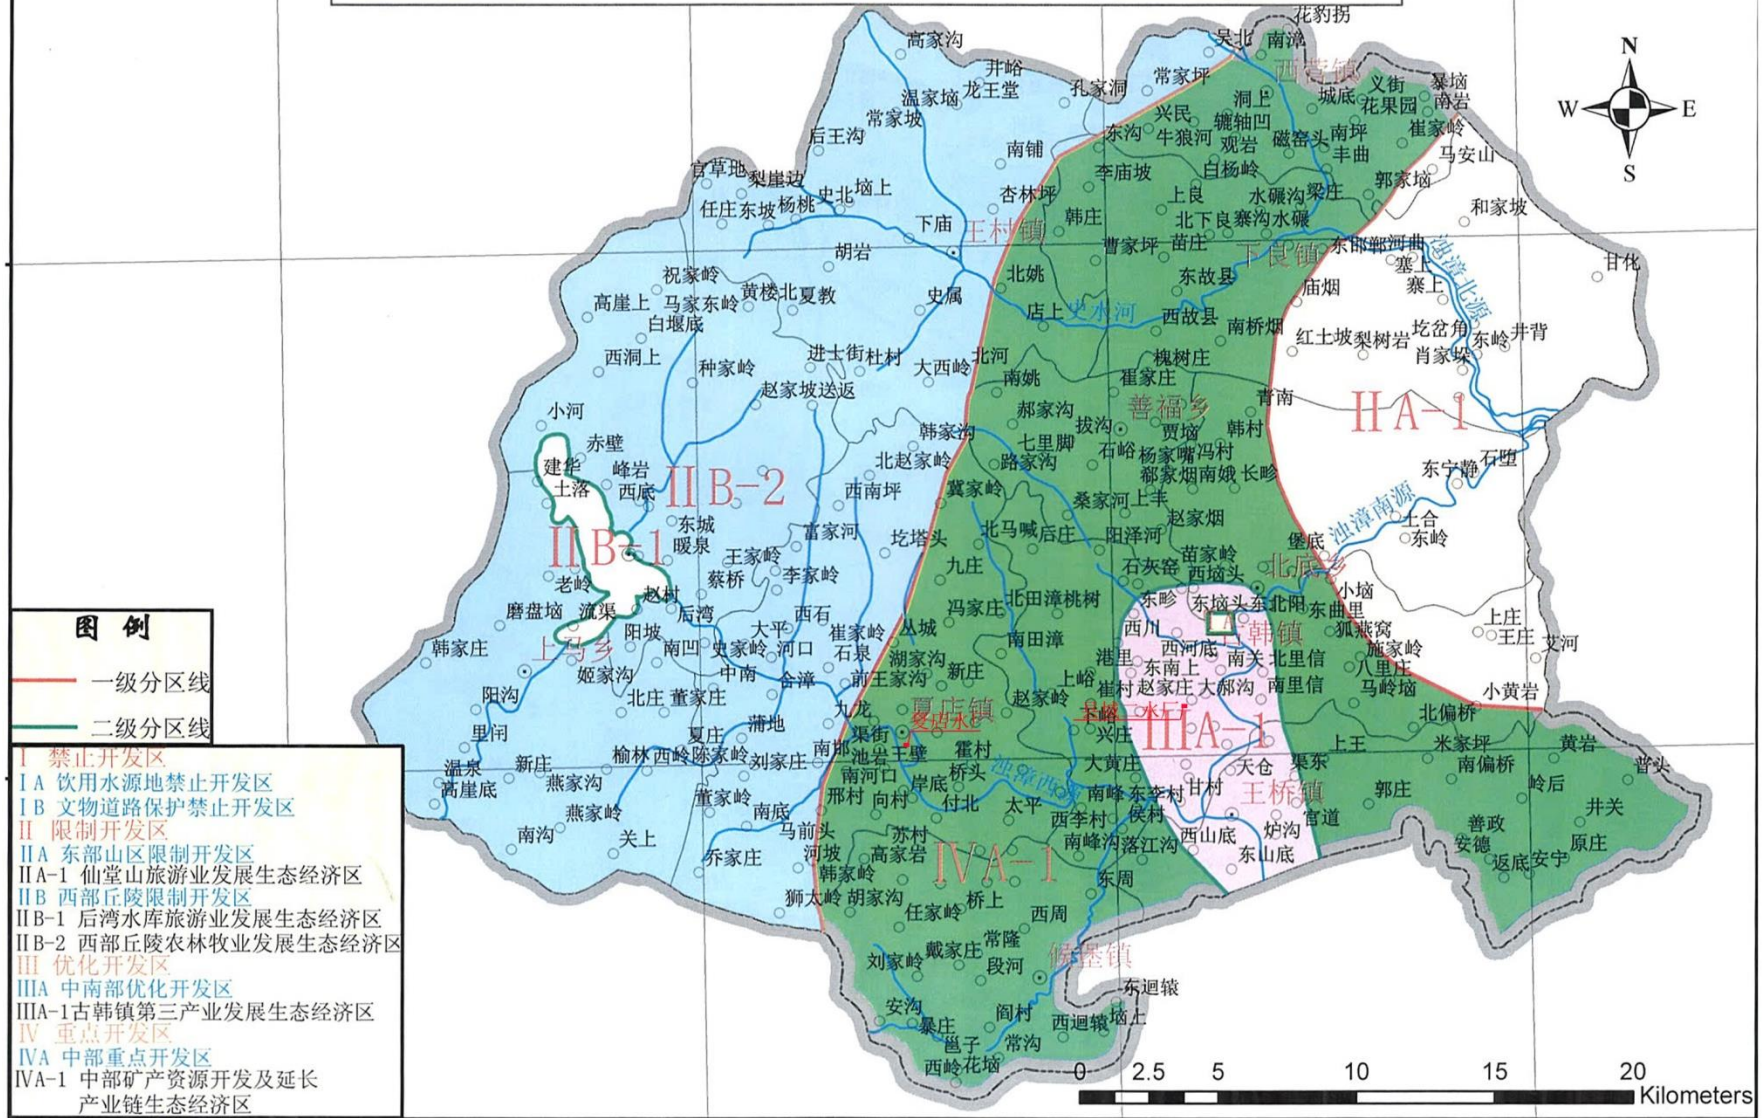 花豹拐
高家沟
吴北 南漳
井峪
西营镇
龙王堂
孔家洞
常家坪
义街
暴垴
温家垴
城底
花果园
南岩
洞上
兴民
常家坡
辘轴凹
崔家岭
后王沟
东沟
牛狼河
磁窑头
南坪
观岩
丰曲
马安山
南铺
官草地
梨崖边
李庙坡
白杨岭
郭家垴
史北
垴上
杏林坪
上良
水碾沟
梁庄
任庄
东坡
杨桃
韩庄
北下良
寨沟
水碾
和家坡
下庙
王村镇
曹家坪
苗庄
下良镇
东邯郸
河曲
浊漳北源
胡岩
塞上
甘化
祝家岭
北姚
东故县
寨上
庙烟
高崖上
马家东岭
黄楼北
夏教
史属
店上
史水河
西故县
白堰底
南桥烟
红土坡
梨树岩
圪岔角
东岭
井背
西洞上
进士街
杜村
大西岭
北河
槐树庄
肖家垛
种家岭
南姚
崔家庄
赵家坡
送返
善福乡
青南
小河
郝家沟
拔沟
IIA-1
韩家沟
贾垴
韩村
赤壁
七里脚
石峪
杨家嘴
冯村
建华
峰岩
北赵家岭
路家沟
石堕
东宁静
土落
西底
IIB-2
西南坪
冀家岭
郗家烟
南娥
长畛
桑家河
上丰
浊漳南源
东城
富家河
北马喊
后庄
赵家烟
土合
IIB-1
暖泉
圪塔头
阳泽河
东岭
堡底
王家岭
九庄
苗家岭
北底乡
老岭
蔡桥
李家岭
石灰窑
西垴头
赵村
北田漳
桃树
东畛
东垴头
东北阳
小垴
磨盘垴
流渠
后湾
西石
冯家庄
东曲里
上庄
阳坡
大平
崔家岭
丛城
南田漳
西川
古韩镇
狐燕窝
王庄
艾河
韩家庄
上马乡
南凹
史家岭
河口
石泉
西河底
施家岭
湖家沟
新庄
港里
东南上
南关
北里信
八里庄
姬家沟
中南
合漳
前王家沟
上峪
崔村
赵家庄
大郝沟
南里信
马岭垴
阳沟
北庄
董家庄
九龙
夏店镇
赵家岭
小黄岩
蒲地
夏店水厂
IIIA-1
北偏桥
里闬
夏庄
渠街
兴庄
上王
米家坪
黄岩
榆林
西岭
陈家岭
刘家庄
南邯
池岩
王壁
霍村
大黄庄
天仓
渠东
南偏桥
普头
温泉
新庄
燕家沟
南河口
岸底
桥头
浊漳西源
高崖底
董家岭
邢村
向村
付北
太平
南峰
东李村
甘村
王桥镇
郭庄
岭后
燕家岭
南底
西李村
侯村
官道
井关
南沟
关上
马前头
苏村
南峰沟
落江沟
西山底
炉沟
善政
乔家庄
河坡
高家岩
IVA-1
东山底
安德
原庄
韩家岭
东周
返底
安宁
狮太岭
胡家沟
任家岭
桥上
西周
戴家庄
常隆
候堡镇
刘家岭
段河
东迴辕
安沟
阎村
西迴辕
垴上
暴庄
邕子
常沟
西岭
花垴
N
W
E
S
图 例
一级分区线
二级分区线
I 禁止开发区
IA 饮用水源地禁止开发区
IB 文物道路保护禁止开发区
II 限制开发区
IIA 东部山区限制开发区
IIA-1 仙堂山旅游业发展生态经济区
IIB 西部丘陵限制开发区
IIB-1 后湾水库旅游业发展生态经济区
IIB-2 西部丘陵农林牧业发展生态经济区
III 优化开发区
IIIA 中南部优化开发区
IIIA-1古韩镇第三产业发展生态经济区
IV 重点开发区
IVA 中部重点开发区
IVA-1 中部矿产资源开发及延长
产业链生态经济区
0 2.5 5 10 15 20
Kilometers